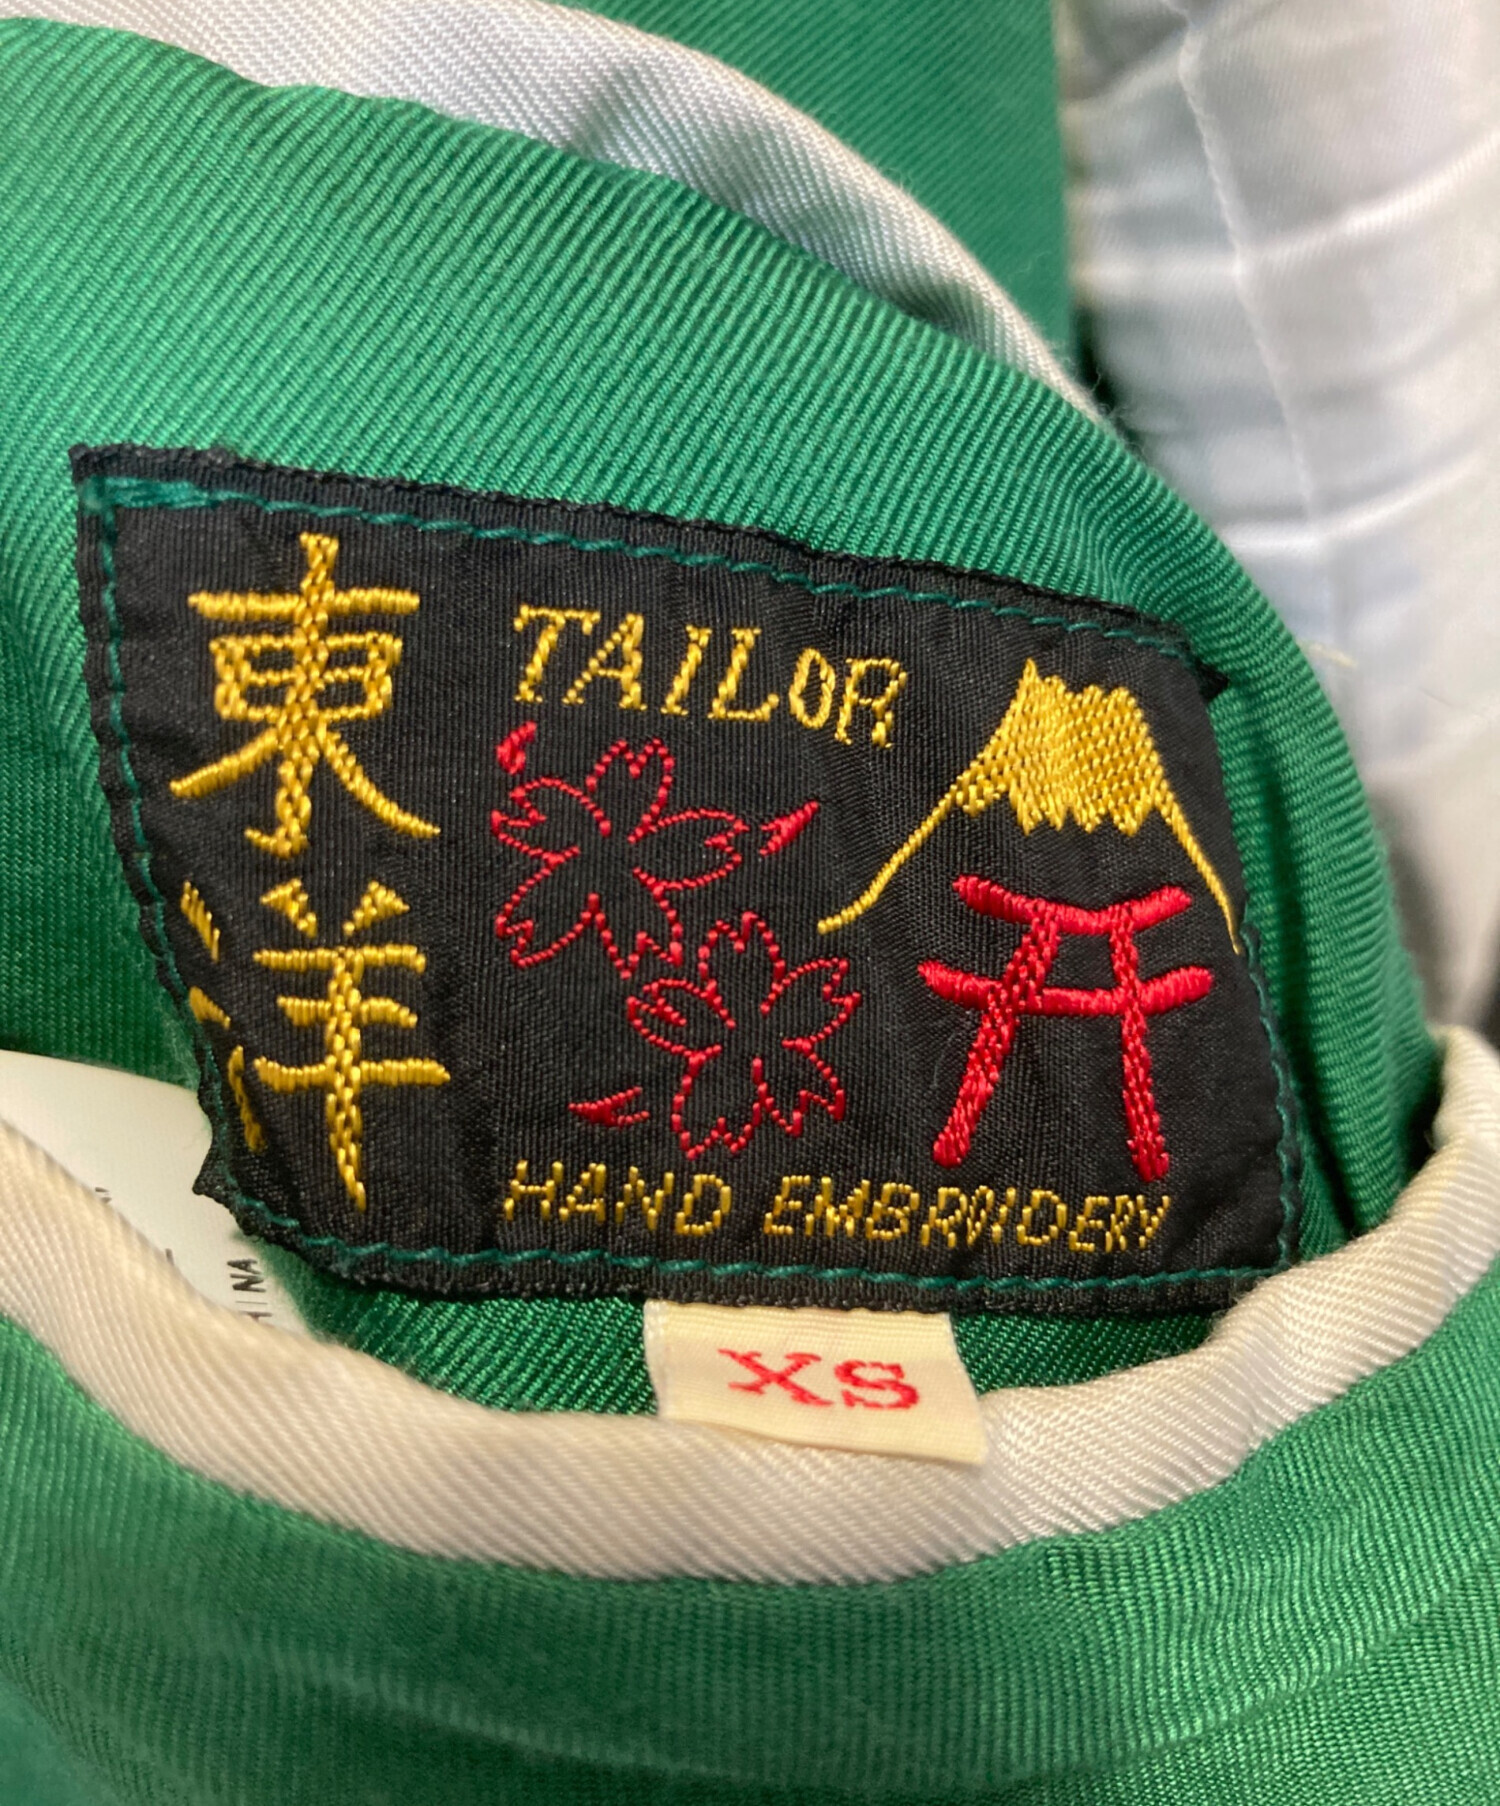 東洋
TAILOR
HAND EMBROIDERY
XS